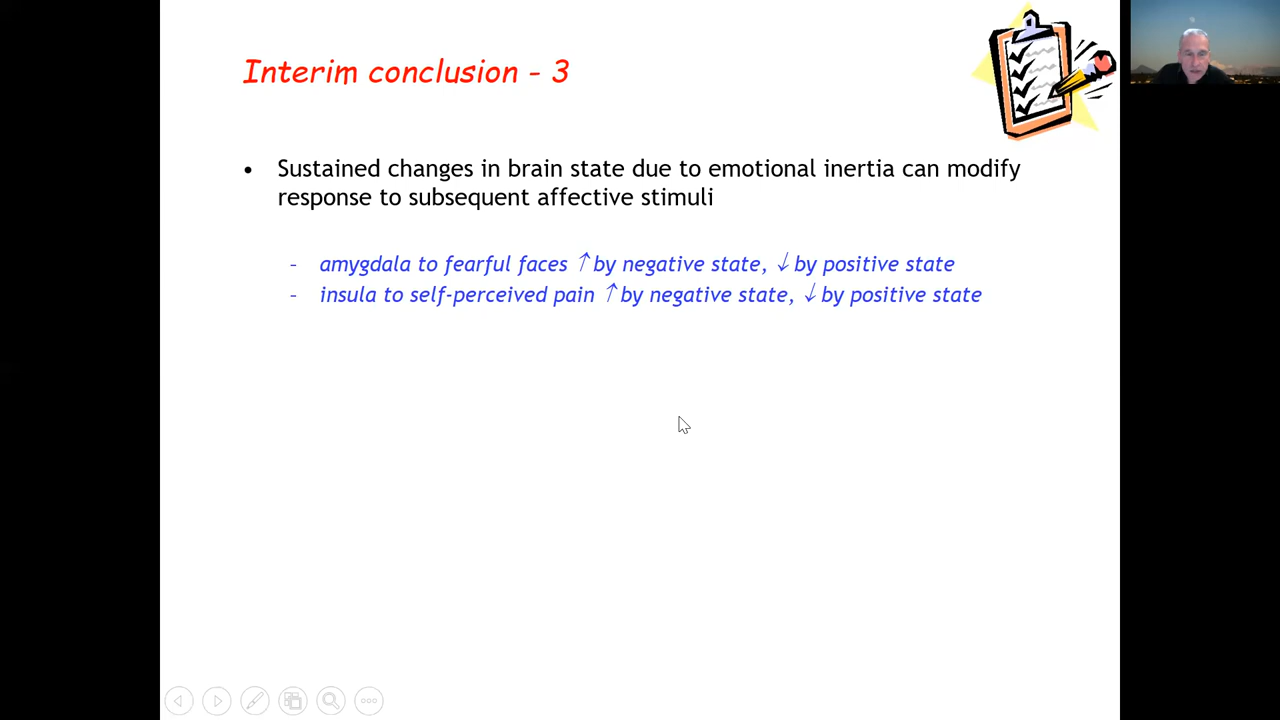 Interim conclusion - 3
• Sustained changes in brain state due to emotional inertia can modify
response to subsequent affective stimuli
- amygdala to fearful faces ↑ by negative state, ↓ by positive state
- insula to self-perceived pain ↑ by negative state, ↓ by positive state